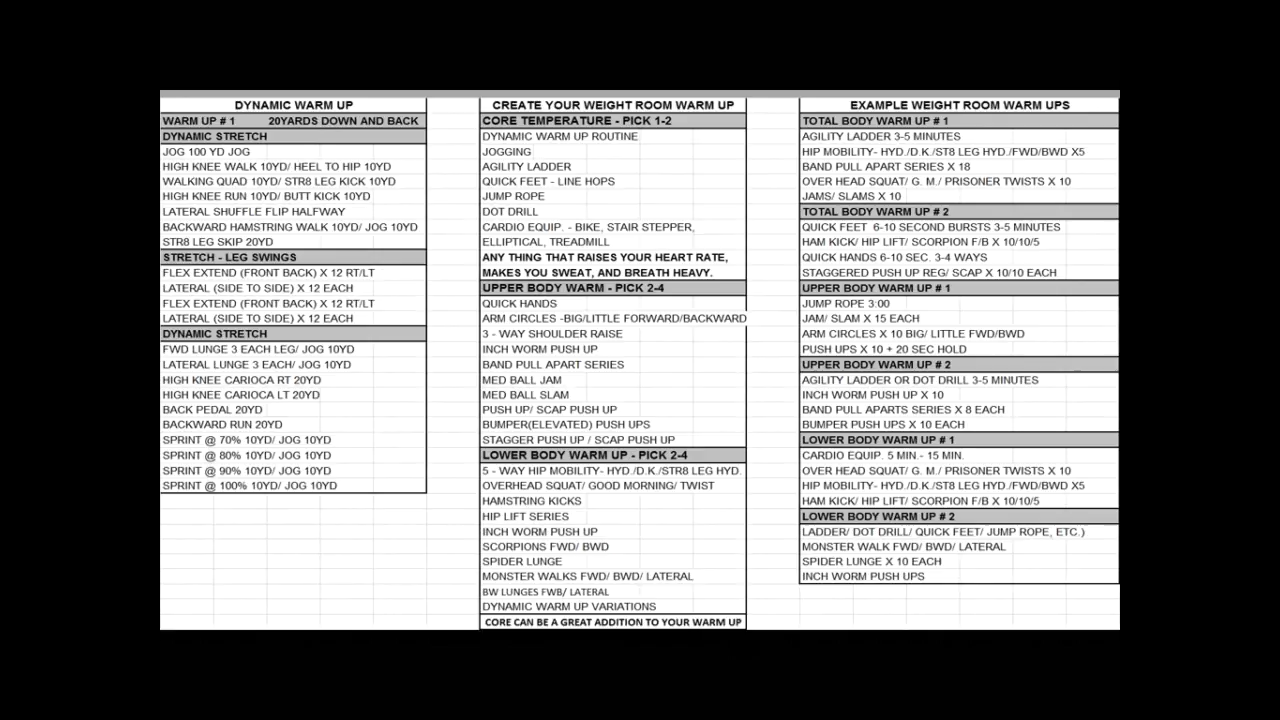 DYNAMIC WARM UP
WARM UP # 1 20YARDS DOWN AND BACK
DYNAMIC STRETCH
JOG 100 YD JOG
HIGH KNEE WALK 10YD/ HEEL TO HIP 10YD
WALKING QUAD 10YD/ STR8 LEG KICK 10YD
HIGH KNEE RUN 10YD/ BUTT KICK 10YD
LATERAL SHUFFLE FLIP HALFWAY
BACKWARD HAMSTRING WALK 10YD/ JOG 10YD
STR8 LEG SKIP 20YD
STRETCH - LEG SWINGS
FLEX EXTEND (FRONT BACK) X 12 RT/LT
LATERAL (SIDE TO SIDE) X 12 EACH
FLEX EXTEND (FRONT BACK) X 12 RT/LT
LATERAL (SIDE TO SIDE) X 12 EACH
DYNAMIC STRETCH
FWD LUNGE 3 EACH LEG/ JOG 10YD
LATERAL LUNGE 3 EACH/ JOG 10YD
HIGH KNEE CARIOCA RT 20YD
HIGH KNEE CARIOCA LT 20YD
BACK PEDAL 20YD
BACKWARD RUN 20YD
SPRINT @ 70% 10YD/ JOG 10YD
SPRINT @ 80% 10YD/ JOG 10YD
SPRINT @ 90% 10YD/ JOG 10YD
SPRINT @ 100% 10YD/ JOG 10YD
CREATE YOUR WEIGHT ROOM WARM UP
CORE TEMPERATURE - PICK 1-2
DYNAMIC WARM UP ROUTINE
JOGGING
AGILITY LADDER
QUICK FEET - LINE HOPS
JUMP ROPE
DOT DRILL
CARDIO EQUIP. - BIKE, STAIR STEPPER,
ELLIPTICAL, TREADMILL
ANY THING THAT RAISES YOUR HEART RATE,
MAKES YOU SWEAT, AND BREATH HEAVY.
UPPER BODY WARM - PICK 2-4
QUICK HANDS
ARM CIRCLES -BIG/LITTLE FORWARD/BACKWARD
3 - WAY SHOULDER RAISE
INCH WORM PUSH UP
BAND PULL APART SERIES
MED BALL JAM
MED BALL SLAM
PUSH UP/ SCAP PUSH UP
BUMPER(ELEVATED) PUSH UPS
STAGGER PUSH UP / SCAP PUSH UP
LOWER BODY WARM UP - PICK 2-4
5 - WAY HIP MOBILITY- HYD./D.K./STR8 LEG HYD.
OVERHEAD SQUAT/ GOOD MORNING/ TWIST
HAMSTRING KICKS
HIP LIFT SERIES
INCH WORM PUSH UP
SCORPIONS FWD/ BWD
SPIDER LUNGE
MONSTER WALKS FWD/ BWD/ LATERAL
BW LUNGES FWB/ LATERAL
DYNAMIC WARM UP VARIATIONS
CORE CAN BE A GREAT ADDITION TO YOUR WARM UP
EXAMPLE WEIGHT ROOM WARM UPS
TOTAL BODY WARM UP # 1
AGILITY LADDER 3-5 MINUTES
HIP MOBILITY- HYD./D.K./ST8 LEG HYD./FWD/BWD X5
BAND PULL APART SERIES X 18
OVER HEAD SQUAT/ G. M./ PRISONER TWISTS X 10
JAMS/ SLAMS X 10
TOTAL BODY WARM UP # 2
QUICK FEET 6-10 SECOND BURSTS 3-5 MINUTES
HAM KICK/ HIP LIFT/ SCORPION F/B X 10/10/5
QUICK HANDS 6-10 SEC. 3-4 WAYS
STAGGERED PUSH UP REG/ SCAP X 10/10 EACH
UPPER BODY WARM UP # 1
JUMP ROPE 3:00
JAM/ SLAM X 15 EACH
ARM CIRCLES X 10 BIG/ LITTLE FWD/BWD
PUSH UPS X 10 + 20 SEC HOLD
UPPER BODY WARM UP # 2
AGILITY LADDER OR DOT DRILL 3-5 MINUTES
INCH WORM PUSH UP X 10
BAND PULL APARTS SERIES X 8 EACH
BUMPER PUSH UPS X 10 EACH
LOWER BODY WARM UP # 1
CARDIO EQUIP. 5 MIN.- 15 MIN.
OVER HEAD SQUAT/ G. M./ PRISONER TWISTS X 10
HIP MOBILITY- HYD./D.K./ST8 LEG HYD./FWD/BWD X5
HAM KICK/ HIP LIFT/ SCORPION F/B X 10/10/5
LOWER BODY WARM UP # 2
LADDER/ DOT DRILL/ QUICK FEET/ JUMP ROPE, ETC.)
MONSTER WALK FWD/ BWD/ LATERAL
SPIDER LUNGE X 10 EACH
INCH WORM PUSH UPS